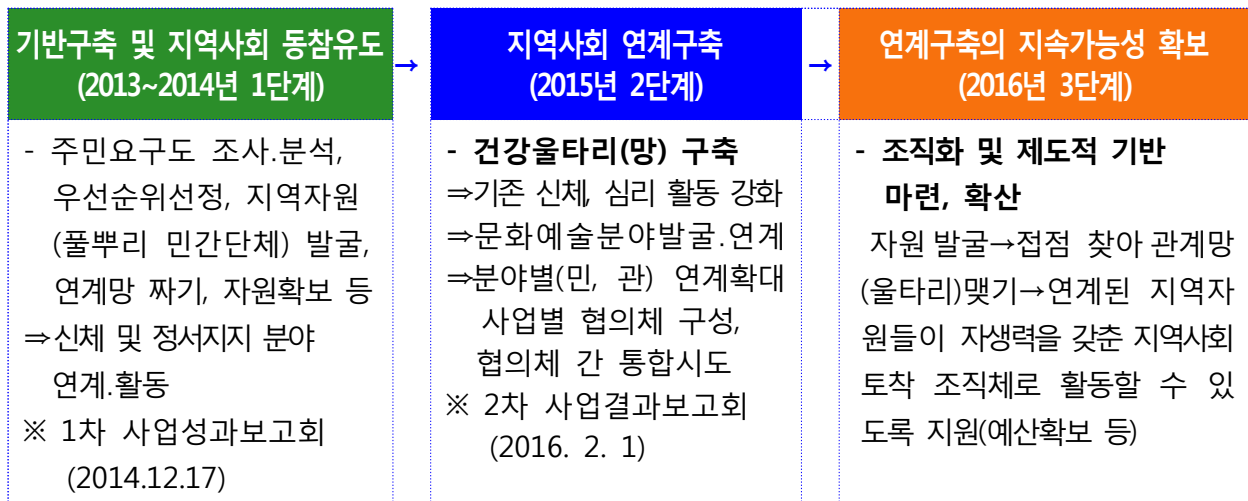 기반구축 및 지역사회 동참유도
(2013~2014년 1단계)
- 주민요구도 조사.분석,
우선순위선정, 지역자원
(풀뿌리 민간단체) 발굴,
연계망 짜기, 자원확보 등
⇒신체 및 정서지지 분야
연계.활동
※ 1차 사업성과보고회
(2014.12.17)
→
지역사회 연계구축
(2015년 2단계)
- 건강울타리(망) 구축
⇒기존 신체, 심리 활동 강화
⇒문화예술분야발굴.연계
⇒분야별(민, 관) 연계확대
사업별 협의체 구성,
협의체 간 통합시도
※ 2차 사업결과보고회
(2016. 2. 1)
→
연계구축의 지속가능성 확보
(2016년 3단계)
- 조직화 및 제도적 기반
마련, 확산
자원 발굴→접점 찾아 관계망
(울타리)맺기→연계된 지역자
원들이 자생력을 갖춘 지역사회
토착 조직체로 활동할 수 있
도록 지원(예산확보 등)